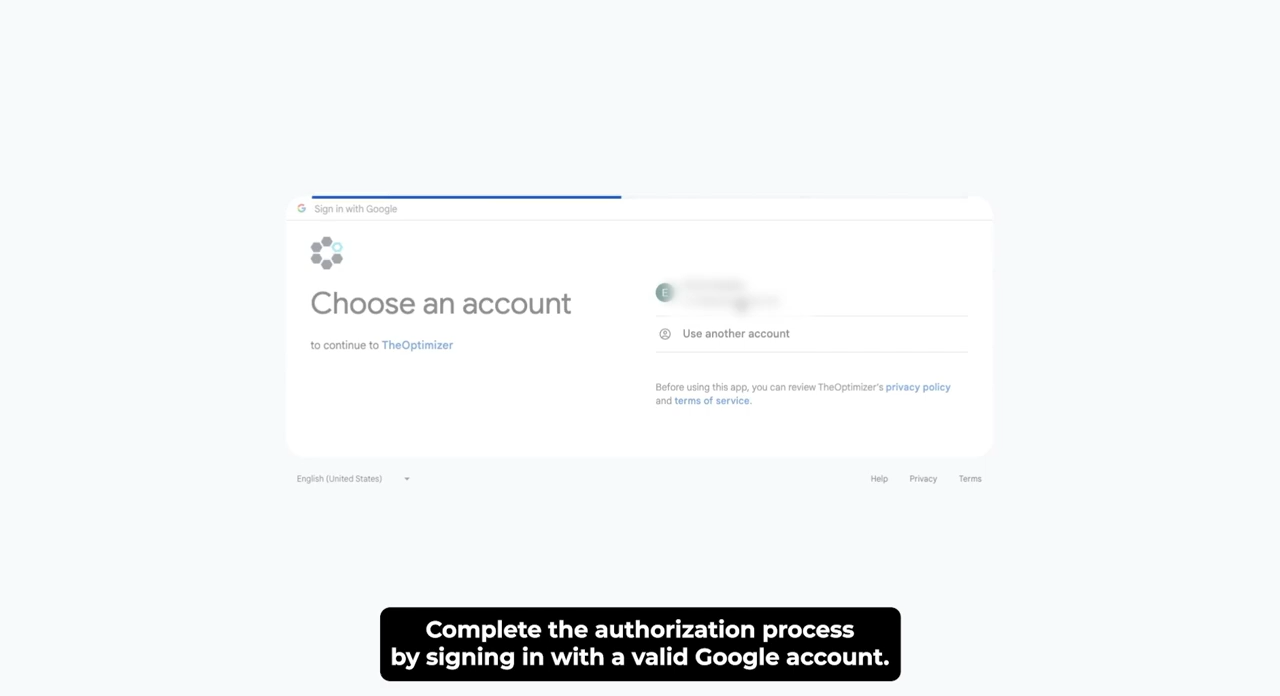 Sign in with Google
Choose an account
to continue to TheOptimizer
E
Use another account
Before using this app, you can review TheOptimizer's privacy policy
and terms of service.
English (United States)
Help Privacy Terms
Complete the authorization process
by signing in with a valid Google account.